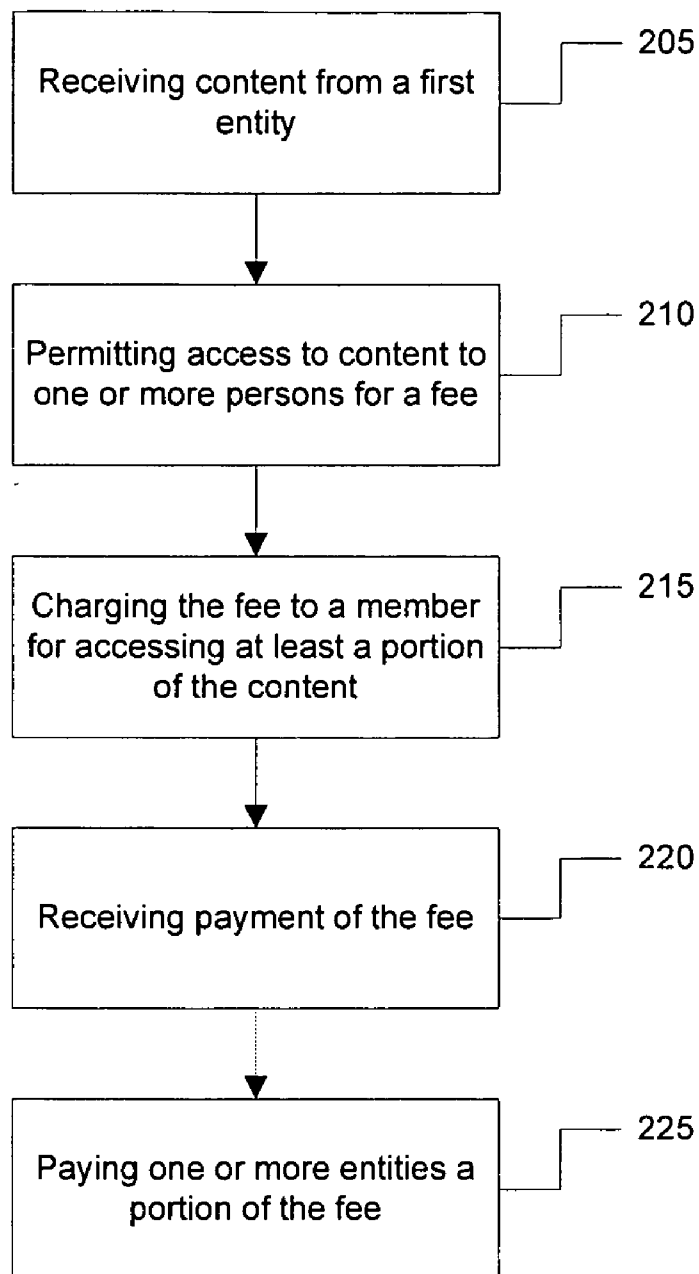 205
Receiving content from a first
entity
210
Permitting access to content to
one or more persons for a fee
215
Charging the fee to a member
for accessing at least a portion
of the content
220
Receiving payment of the fee
225
Paying one or more entities a
portion of the fee